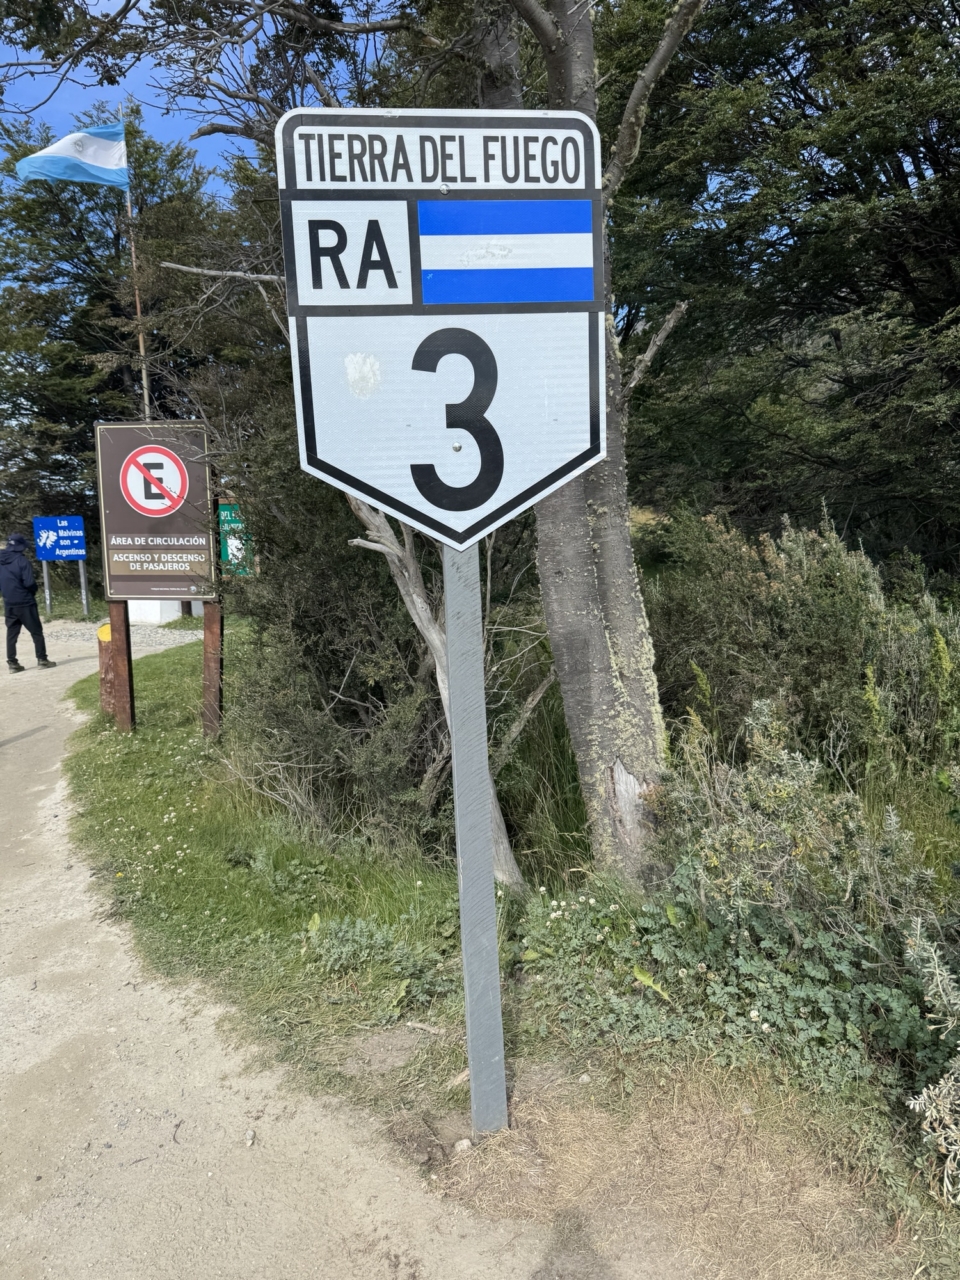 TIERRA DEL FUEGO
RA
3
E
ÁREA DE CIRCULACIÓN
ASCENSO Y DESCENSO
DE PASAJEROS
Las
Malvinas
son
Argentinas